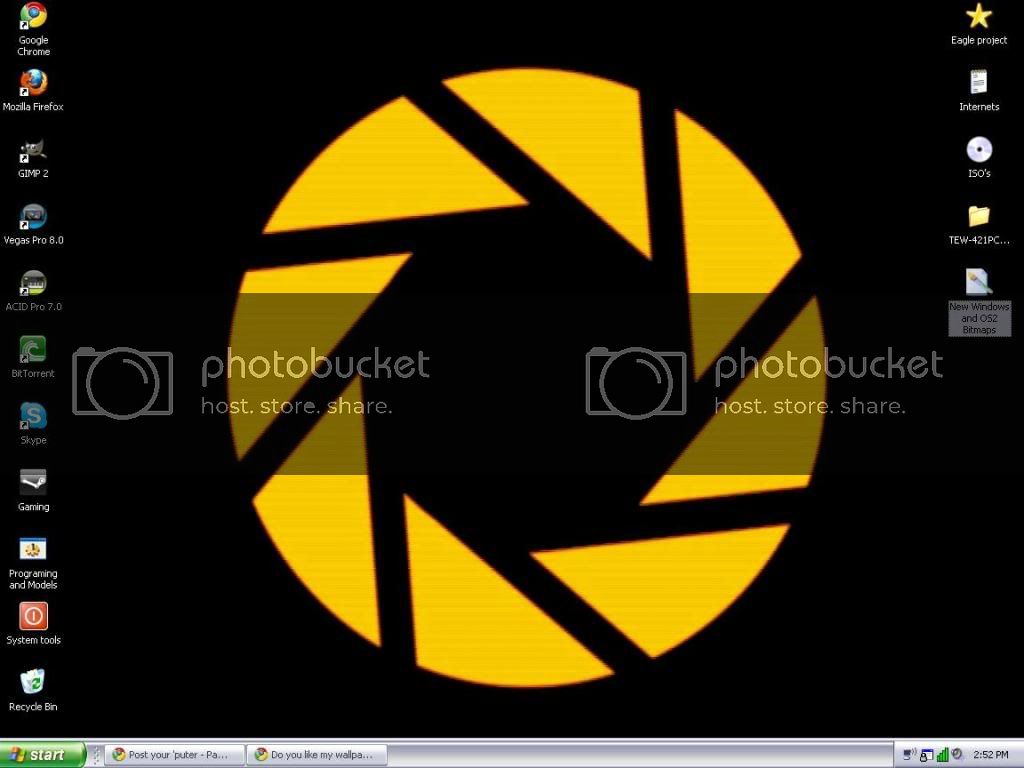 Google
Chrome
Mozilla Firefox
GIMP 2
Vegas Pro 8.0
ACID Pro 7.0
BitTorrent
Skype
Gaming
Programing
and Models
System tools
Recycle Bin
Eagle project
Internets
ISO's
TEW-421PC...
New Windows
and OS2
Bitmaps
photobucket
host. store. share.
photobucket
host. store. share.
start
Post your 'puter - Pa...
Do you like my wallpa...
2:52 PM